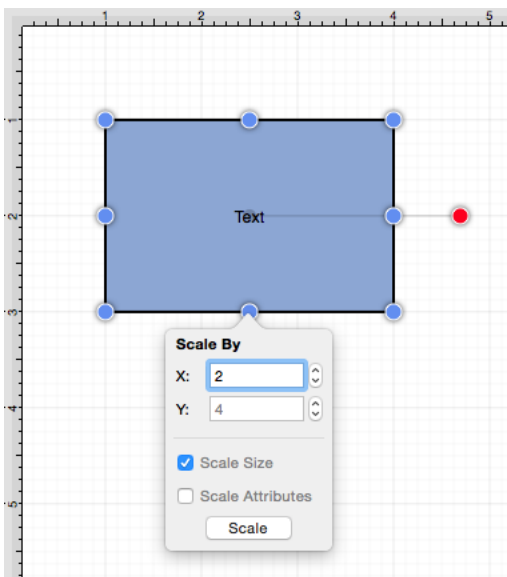 1 2 3 4 5
1
2
Text
3
Scale By
X: 2
Y: 4
4
Scale Size
Scale Attributes
5
Scale